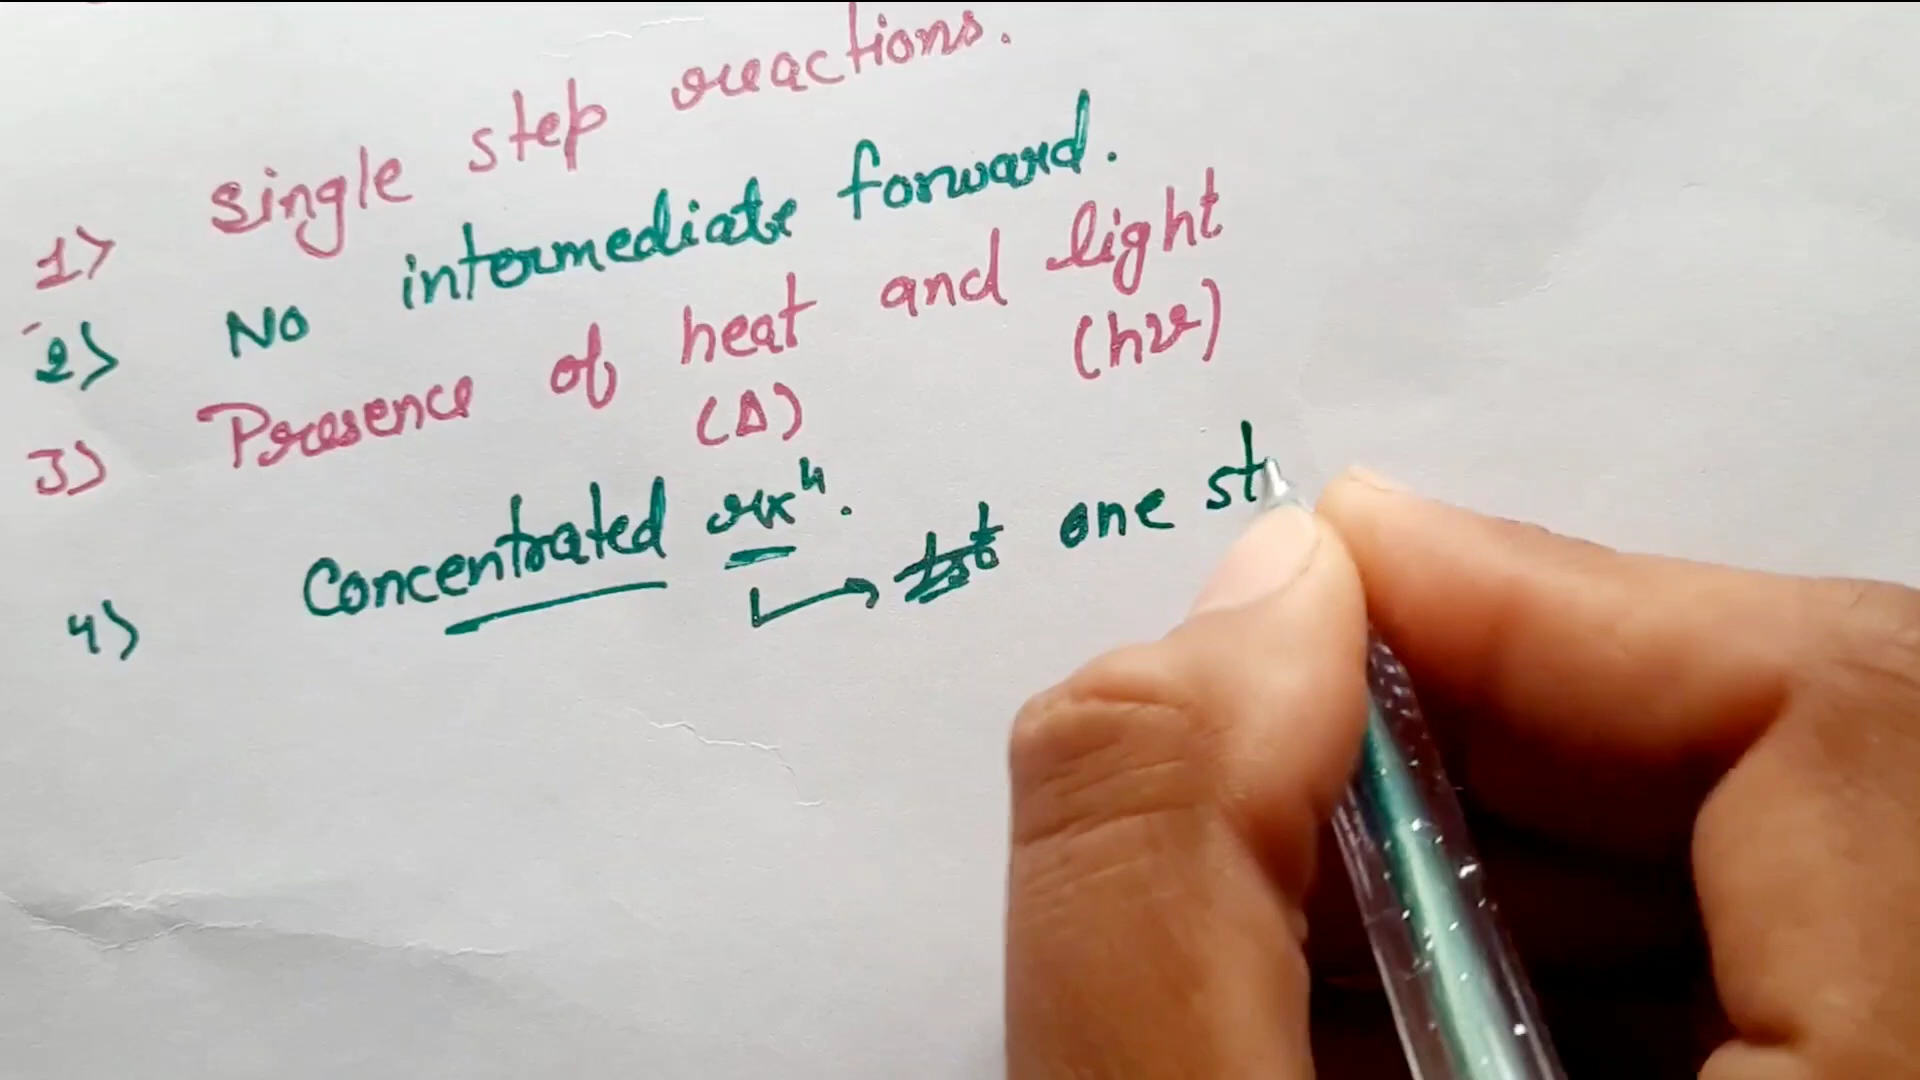 1) single step reactions.
2) No intermediate forward.
3) Presence of heat and light
(Δ) (hν)
4) Concentrated rxⁿ.
↳ one st